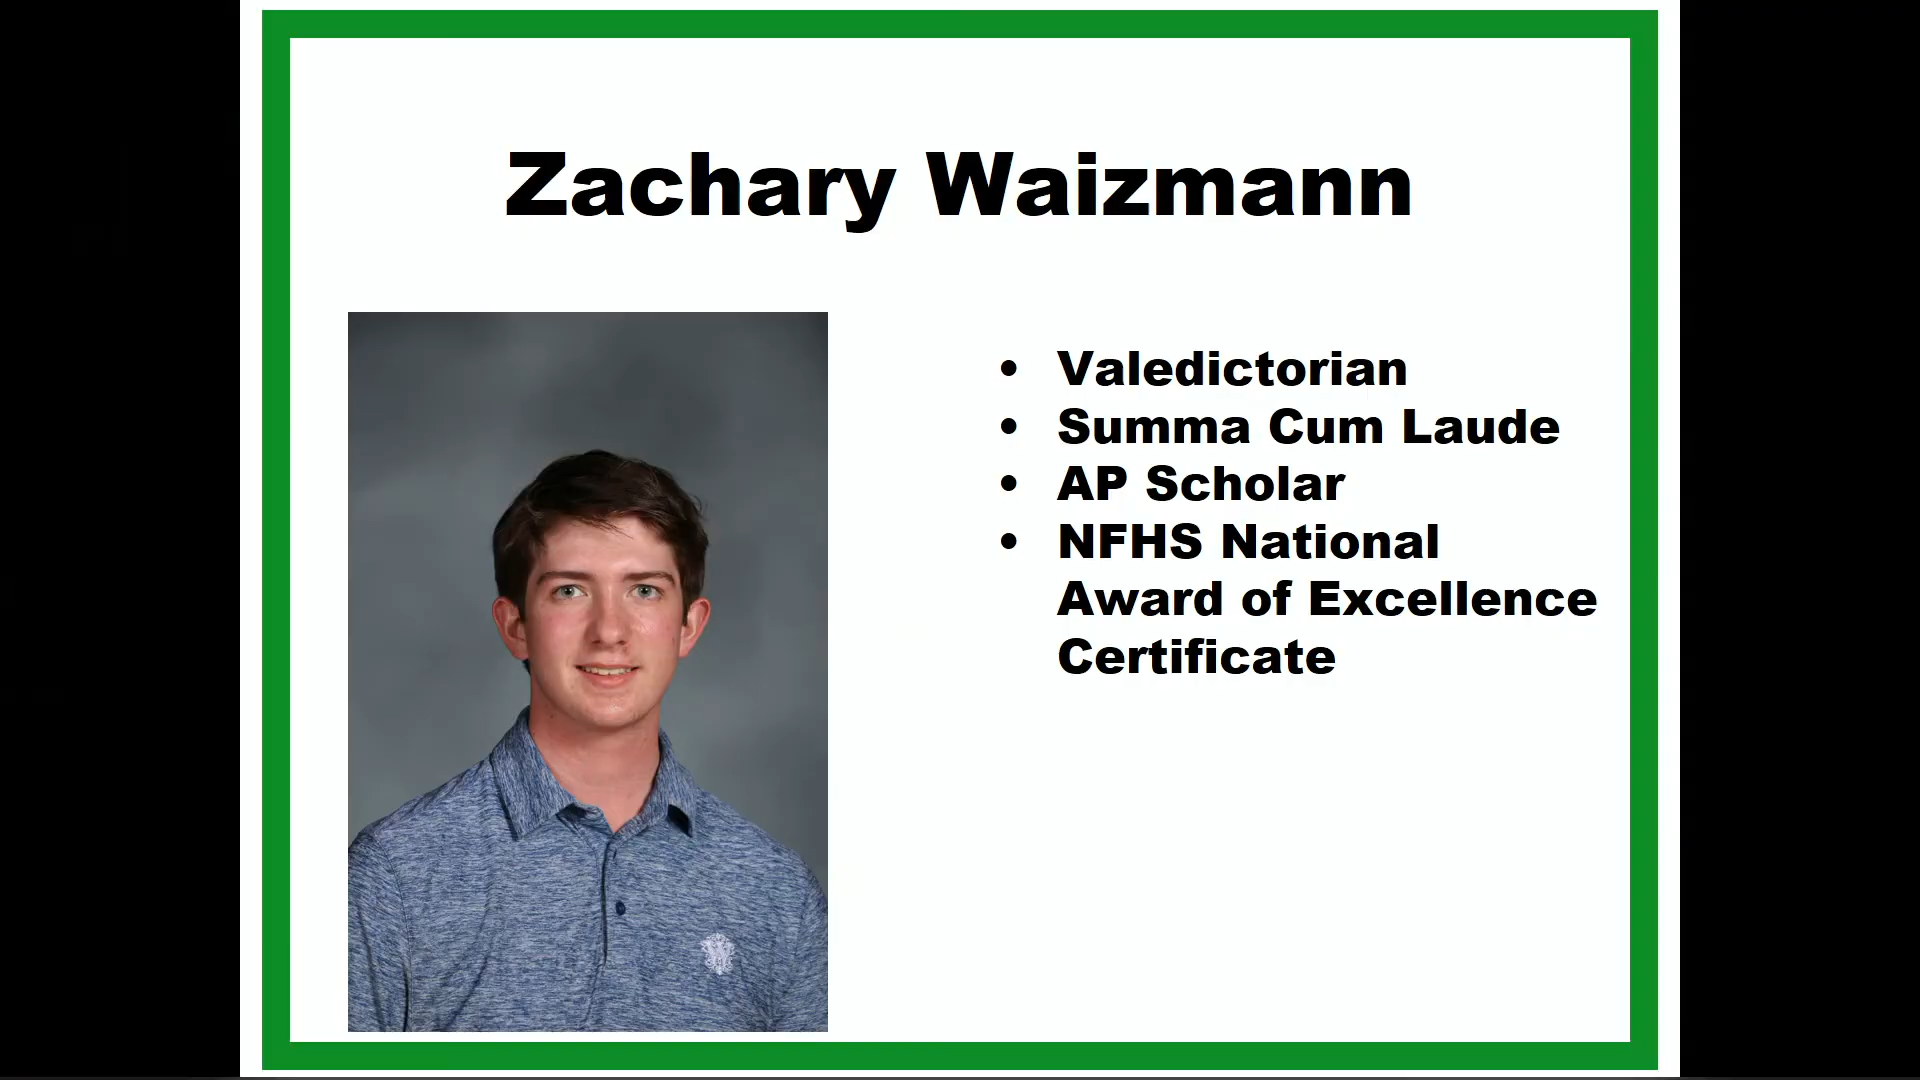 Zachary Waizmann
• Valedictorian
• Summa Cum Laude
• AP Scholar
• NFHS National
Award of Excellence
Certificate